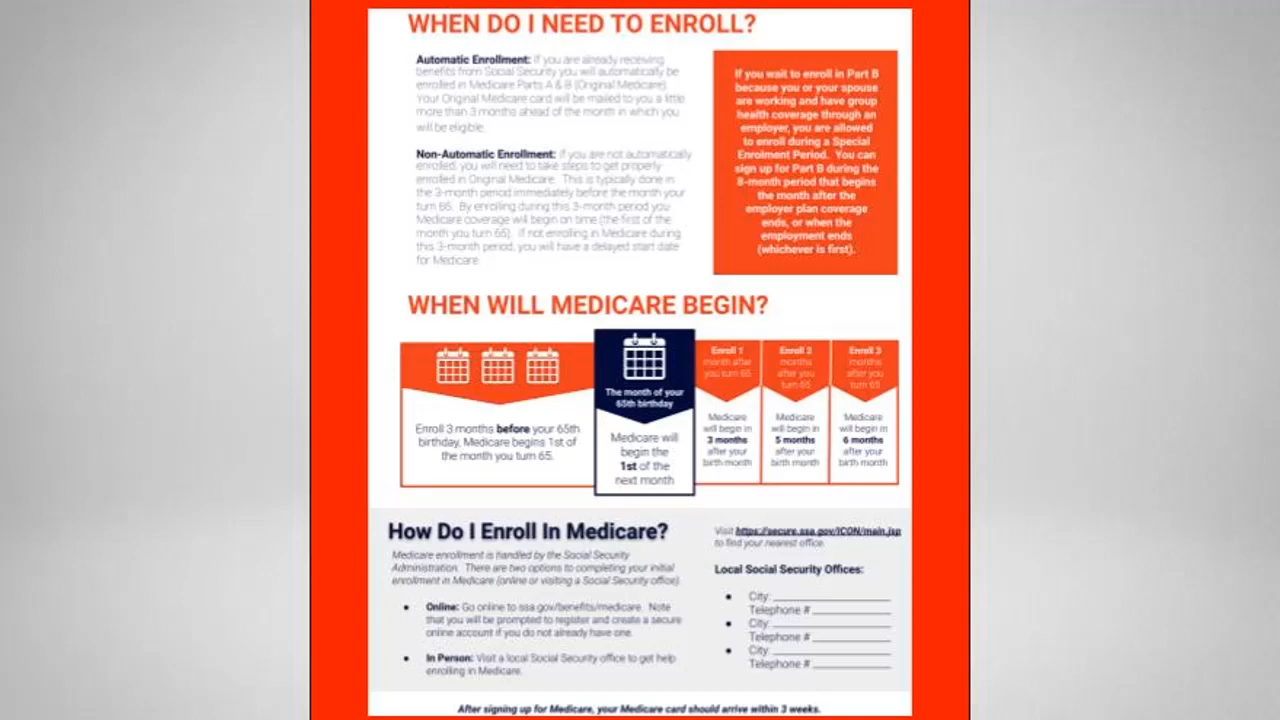 WHEN DO I NEED TO ENROLL?
Automatic Enrollment: If you are already receiving
benefits from Social Security you will automatically be
enrolled in Medicare Parts A & B (Original Medicare).
Your Original Medicare card will be mailed to you a little
more than 3 months ahead of the month in which you
will be eligible.
Non-Automatic Enrollment: If you are not automatically
enrolled, you will need to take steps to get properly
enrolled in Original Medicare. This is typically done in
the 3-month period immediately before the month your
turn 65. By enrolling during this 3-month period you
Medicare coverage will begin on time (the first of the
month you turn 65). If not enrolling in Medicare during
this 3-month period, you will have a delayed start date
for Medicare.
If you wait to enroll in Part B
because you or your spouse
are working and have group
health coverage through an
employer, you are allowed
to enroll during a Special
Enrolment Period. You can
sign up for Part B during the
8-month period that begins
the month after the
employer plan coverage
ends, or when the
employment ends
(whichever is first).
WHEN WILL MEDICARE BEGIN?
Enroll 3 months before your 65th
birthday, Medicare begins 1st of
the month you turn 65.
The month of your
65th birthday
Medicare will
begin the
1st of the
next month
Enroll 1
month after
you turn 65
Medicare
will begin in
3 months
after your
birth month
Enroll 2
months
after you
turn 65
Medicare
will begin in
5 months
after your
birth month
Enroll 3
months
after you
turn 65
Medicare
will begin in
6 months
after your
birth month
How Do I Enroll In Medicare?
Medicare enrollment is handled by the Social Security
Administration. There are two options to completing your initial
enrollment in Medicare (online or visiting a Social Security office).
• Online: Go online to ssa.gov/benefits/medicare. Note
that you will be prompted to register and create a secure
online account if you do not already have one.
• In Person: Visit a local Social Security office to get help
enrolling in Medicare.
Visit https://secure.ssa.gov/ICON/main.jsp
to find your nearest office.
Local Social Security Offices:
• City: ____________________
Telephone # ______________
• City: ____________________
Telephone # ______________
• City: ____________________
Telephone # ______________
After signing up for Medicare, your Medicare card should arrive within 3 weeks.